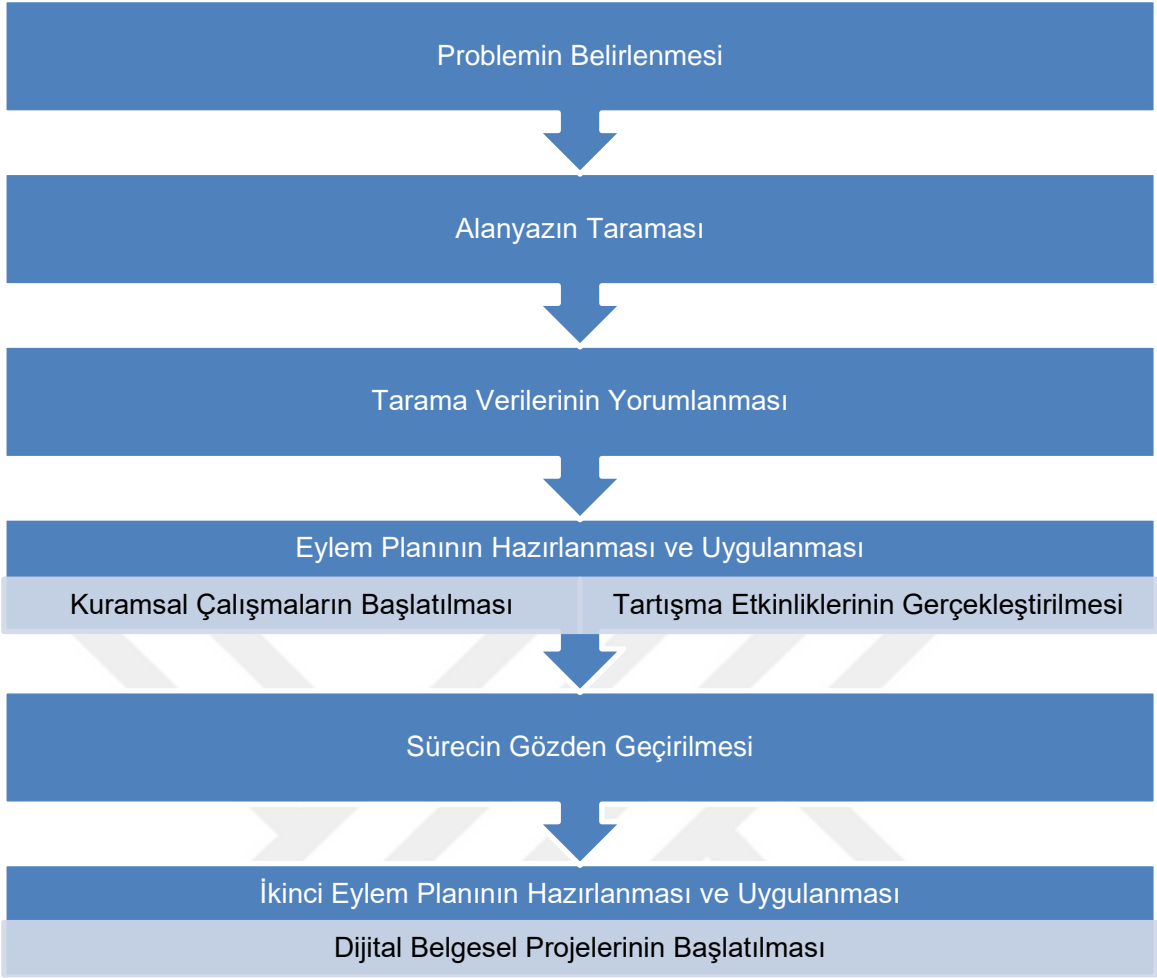 Problemin Belirlenmesi
Alanyazın Taraması
Tarama Verilerinin Yorumlanması
Eylem Planının Hazırlanması ve Uygulanması
Kuramsal Çalışmaların Başlatılması
Tartışma Etkinliklerinin Gerçekleştirilmesi
Sürecin Gözden Geçirilmesi
İkinci Eylem Planının Hazırlanması ve Uygulanması
Dijital Belgesel Projelerinin Başlatılması